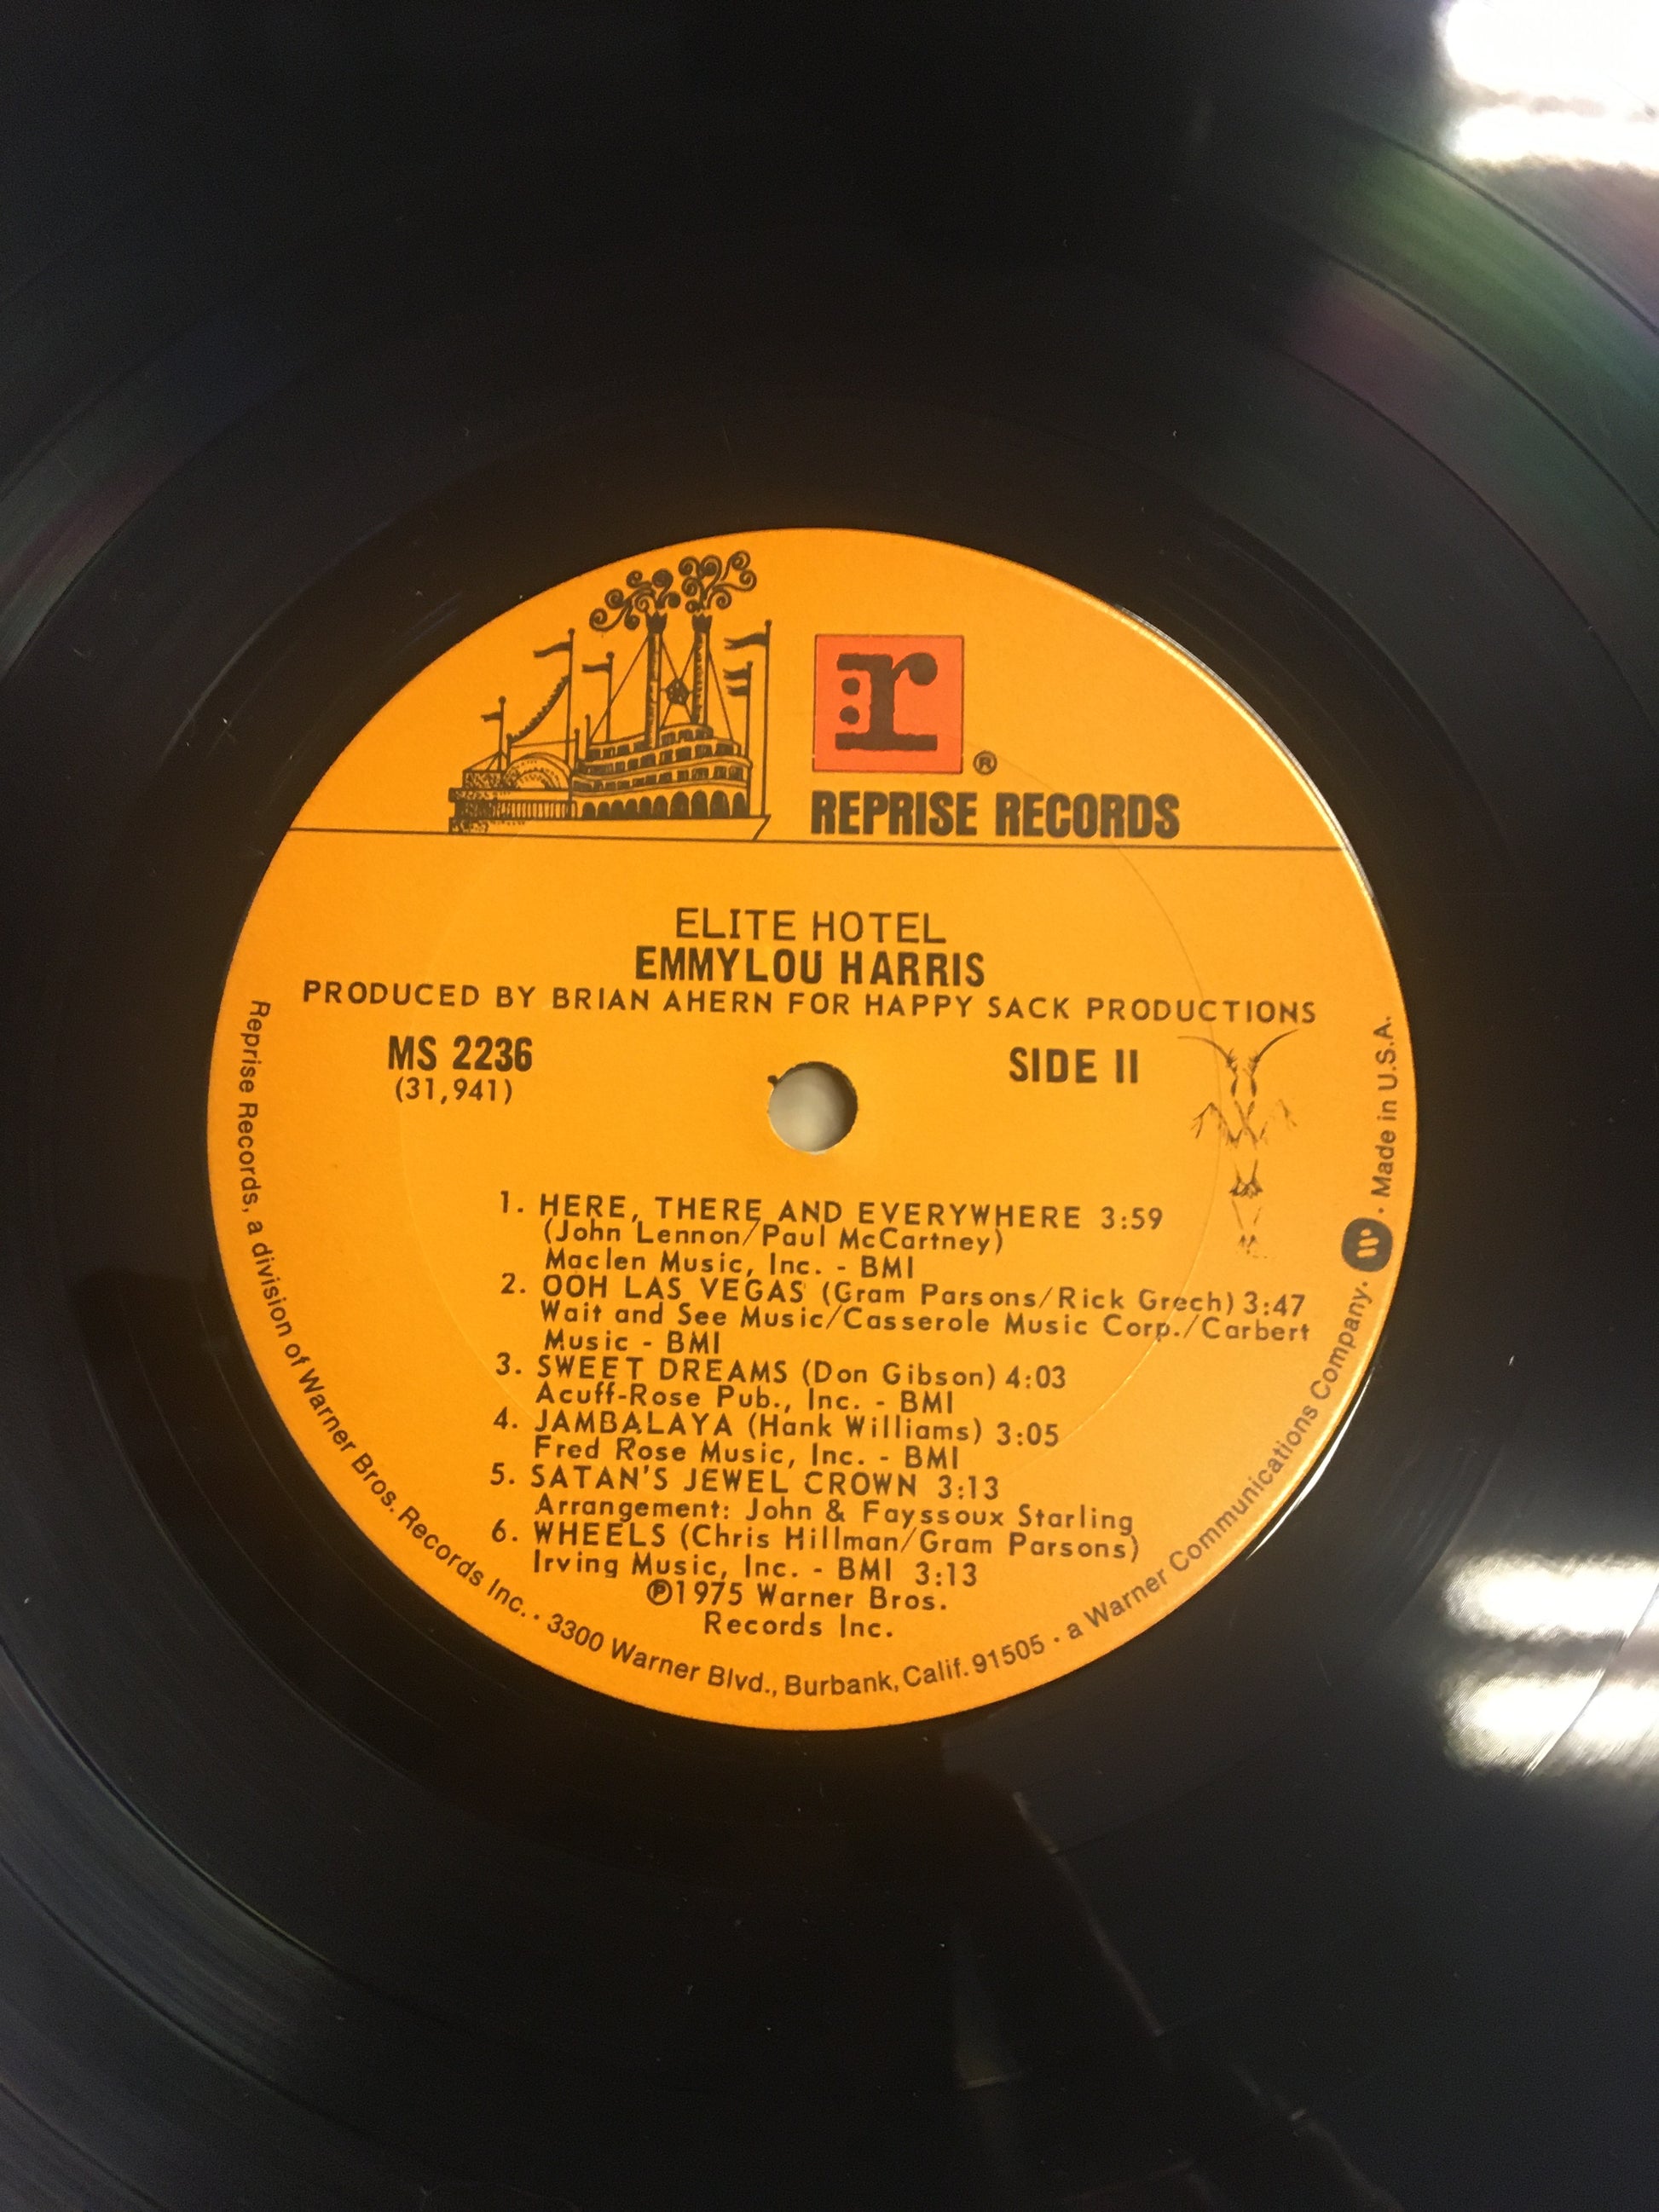 r
®
REPRISE RECORDS
ELITE HOTEL
EMMYLOU HARRIS
PRODUCED BY BRIAN AHERN FOR HAPPY SACK PRODUCTIONS
MS 2236
(31,941)
SIDE II
1. HERE, THERE AND EVERYWHERE 3:59
(John Lennon/Paul McCartney)
Maclen Music, Inc. - BMI
2. OOH LAS VEGAS (Gram Parsons/Rick Grech) 3:47
Wait and See Music/Casserole Music Corp./Carbert
Music - BMI
3. SWEET DREAMS (Don Gibson) 4:03
Acuff-Rose Pub., Inc. - BMI
4. JAMBALAYA (Hank Williams) 3:05
Fred Rose Music, Inc. - BMI
5. SATAN'S JEWEL CROWN 3:13
Arrangement: John & Fayssoux Starling
6. WHEELS (Chris Hillman/Gram Parsons)
Irving Music, Inc. - BMI 3:13
℗1975 Warner Bros.
Records Inc.
Reprise Records, a division of Warner Bros. Records Inc. · 3300 Warner Blvd., Burbank, Calif. 91505 · a Warner Communications Company. · W · Made in U.S.A.